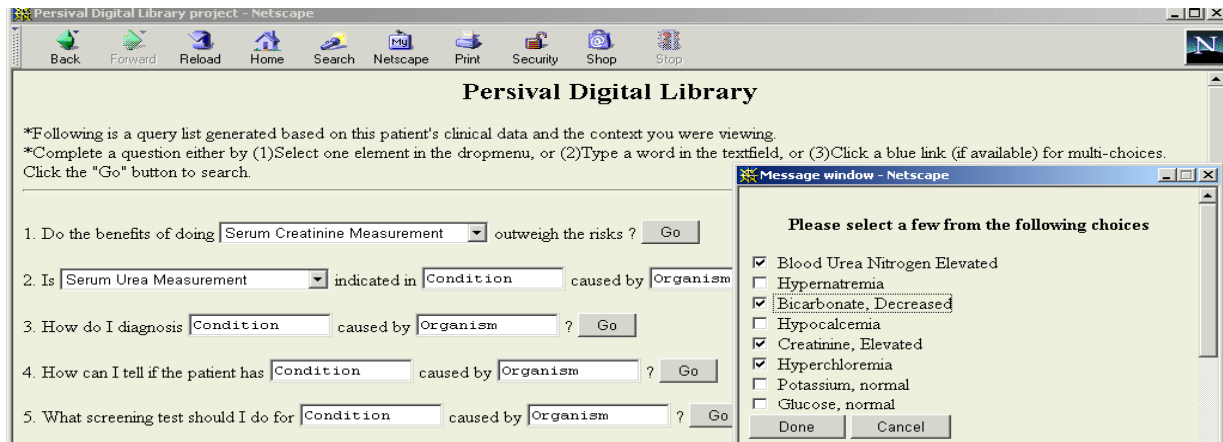 Persival Digital Library project - Netscape
Back Forward Reload Home Search Netscape Print Security Shop Stop
My
N
Persival Digital Library
*Following is a query list generated based on this patient's clinical data and the context you were viewing.
*Complete a question either by (1)Select one element in the dropmenu, or (2)Type a word in the textfield, or (3)Click a blue link (if available) for multi-choices.
Click the "Go" button to search.
1. Do the benefits of doing Serum Creatinine Measurement outweigh the risks ? Go
2. Is Serum Urea Measurement indicated in Condition caused by Organism
3. How do I diagnosis Condition caused by Organism ? Go
4. How can I tell if the patient has Condition caused by Organism ? Go
5. What screening test should I do for Condition caused by Organism ? Go
Message window - Netscape
Please select a few from the following choices
Blood Urea Nitrogen Elevated
Hypernatremia
Bicarbonate, Decreased
Hypocalcemia
Creatinine, Elevated
Hyperchloremia
Potassium, normal
Glucose, normal
Done Cancel